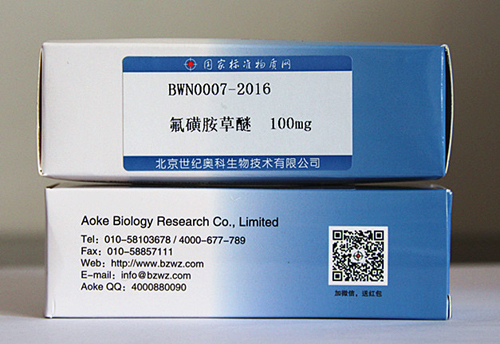 国家标准物质网
BWN0007-2016
氟磺胺草醚 100mg
北京世纪奥科生物技术有限公司
Aoke Biology Research Co., Limited
Tel: 010-58103678 / 4000-677-789
Fax: 010-58857111
Web: http://www.bzwz.com
E-mail: info@bzwz.com
Aoke QQ: 4000880090
加微信，送红包